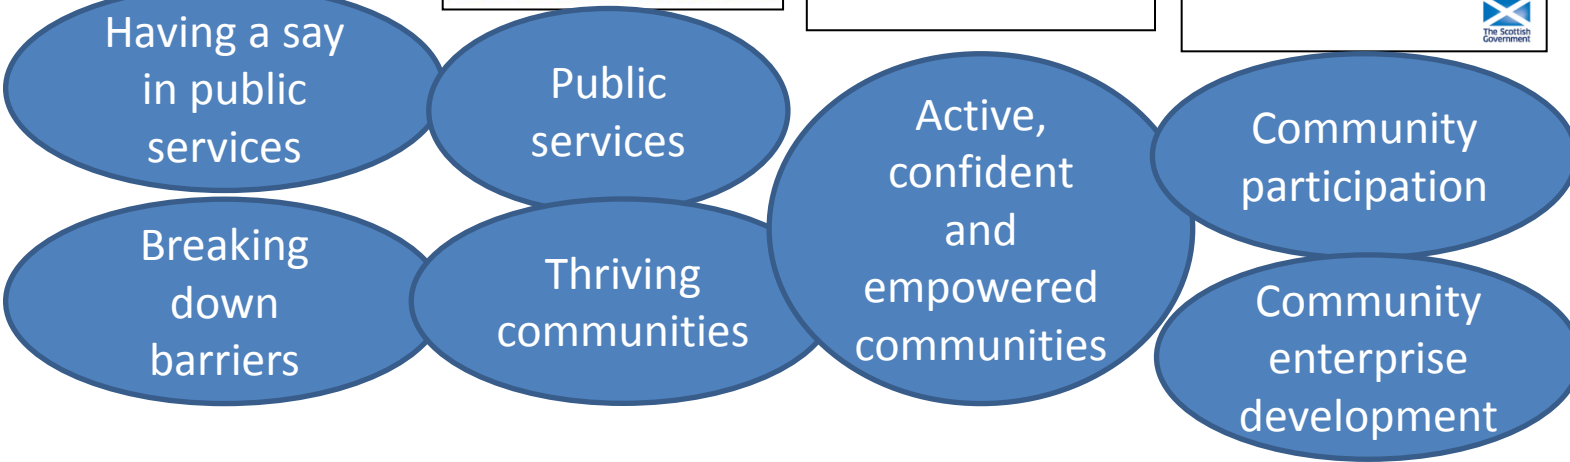 The Scottish
Government
Having a say
in public
services
Public
services
Active,
confident
and
empowered
communities
Community
participation
Breaking
down
barriers
Thriving
communities
Community
enterprise
development